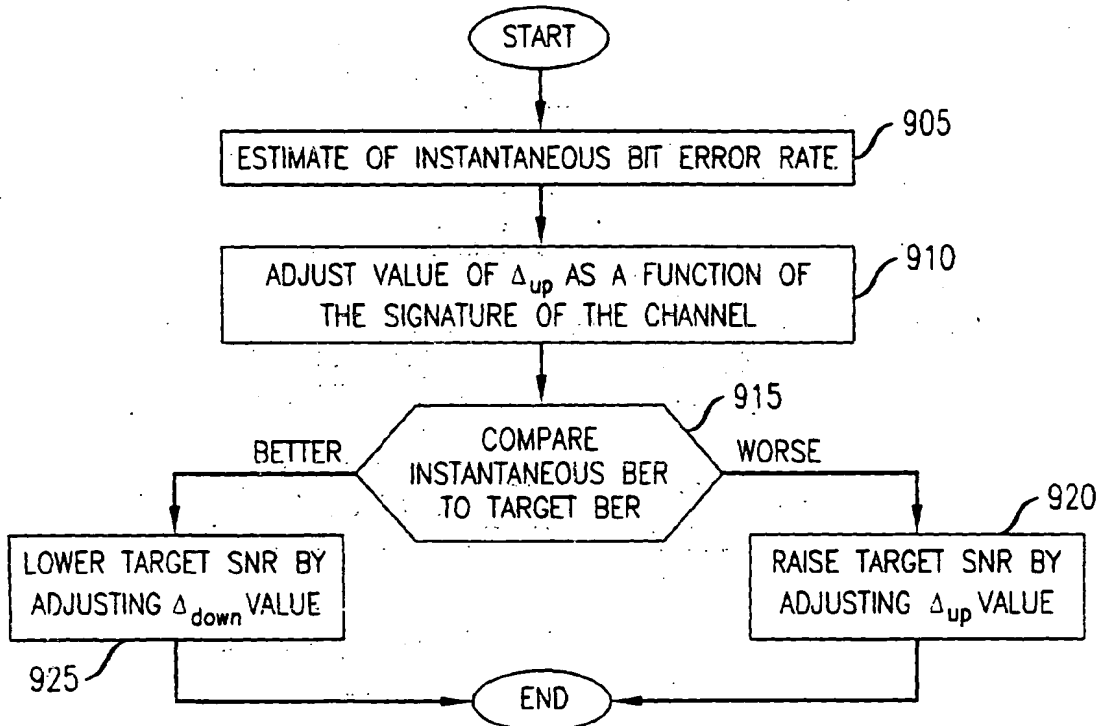 START
905
ESTIMATE OF INSTANTANEOUS BIT ERROR RATE
910
ADJUST VALUE OF Δup AS A FUNCTION OF
THE SIGNATURE OF THE CHANNEL
915
COMPARE
INSTANTANEOUS BER
TO TARGET BER
BETTER
WORSE
920
LOWER TARGET SNR BY
ADJUSTING Δdown VALUE
RAISE TARGET SNR BY
ADJUSTING Δup VALUE
925
END